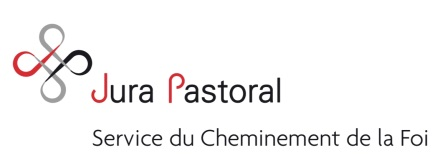 Jura Pastoral
Service du Cheminement de la Foi